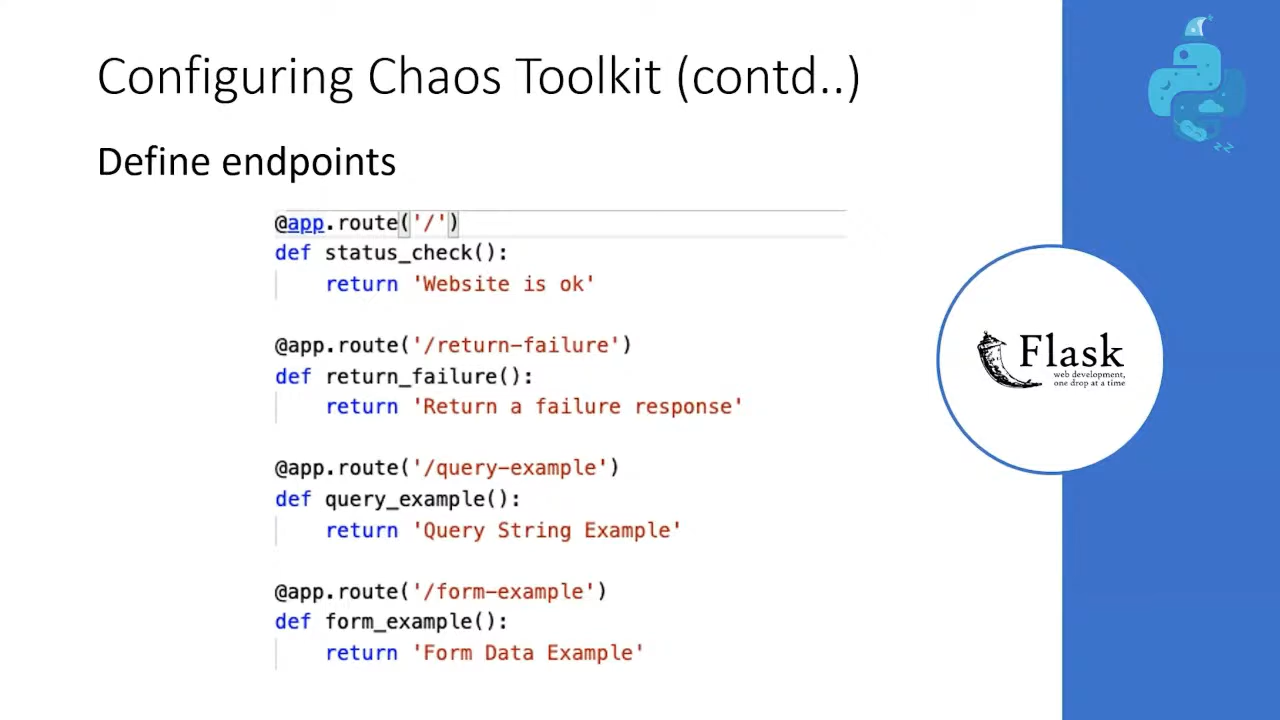 Configuring Chaos Toolkit (contd..)
Define endpoints
@app.route('/')
def status_check():
return 'Website is ok'
@app.route('/return-failure')
def return_failure():
return 'Return a failure response'
@app.route('/query-example')
def query_example():
return 'Query String Example'
@app.route('/form-example')
def form_example():
return 'Form Data Example'
Flask
web development,
one drop at a time
zz